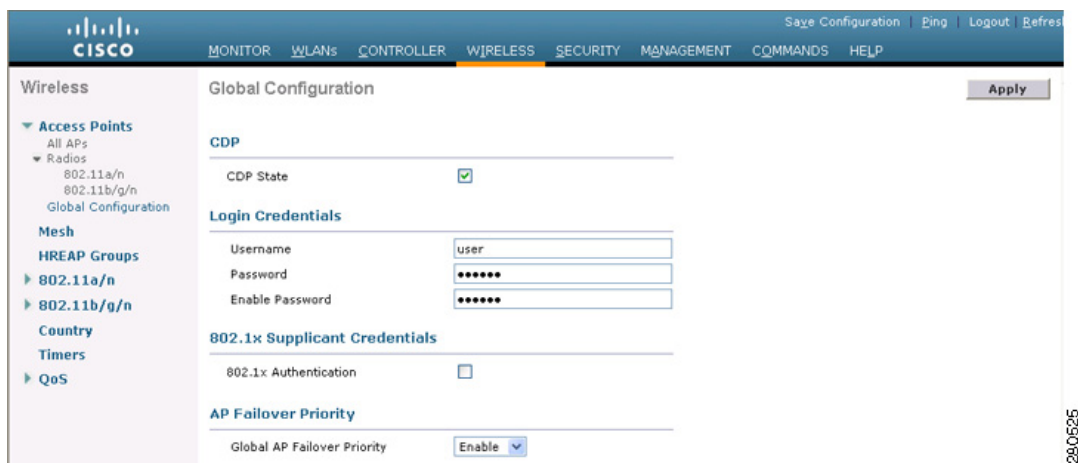 Save Configuration | Ping | Logout | Refresh
CISCO
MONITOR WLANs CONTROLLER WIRELESS SECURITY MANAGEMENT COMMANDS HELP
Wireless
Access Points
All APs
Radios
802.11a/n
802.11b/g/n
Global Configuration
Mesh
HREAP Groups
802.11a/n
802.11b/g/n
Country
Timers
QoS
Global Configuration
Apply
CDP
CDP State
Login Credentials
Username user
Password ••••••
Enable Password ••••••
802.1x Supplicant Credentials
802.1x Authentication
AP Failover Priority
Global AP Failover Priority Enable
280525